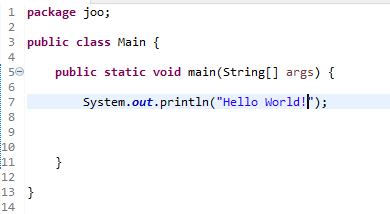 1 package joo;
2
3 public class Main {
4
5 public static void main(String[] args) {
6
7 System.out.println("Hello World!");
8
9
10
11 }
12
13 }
14